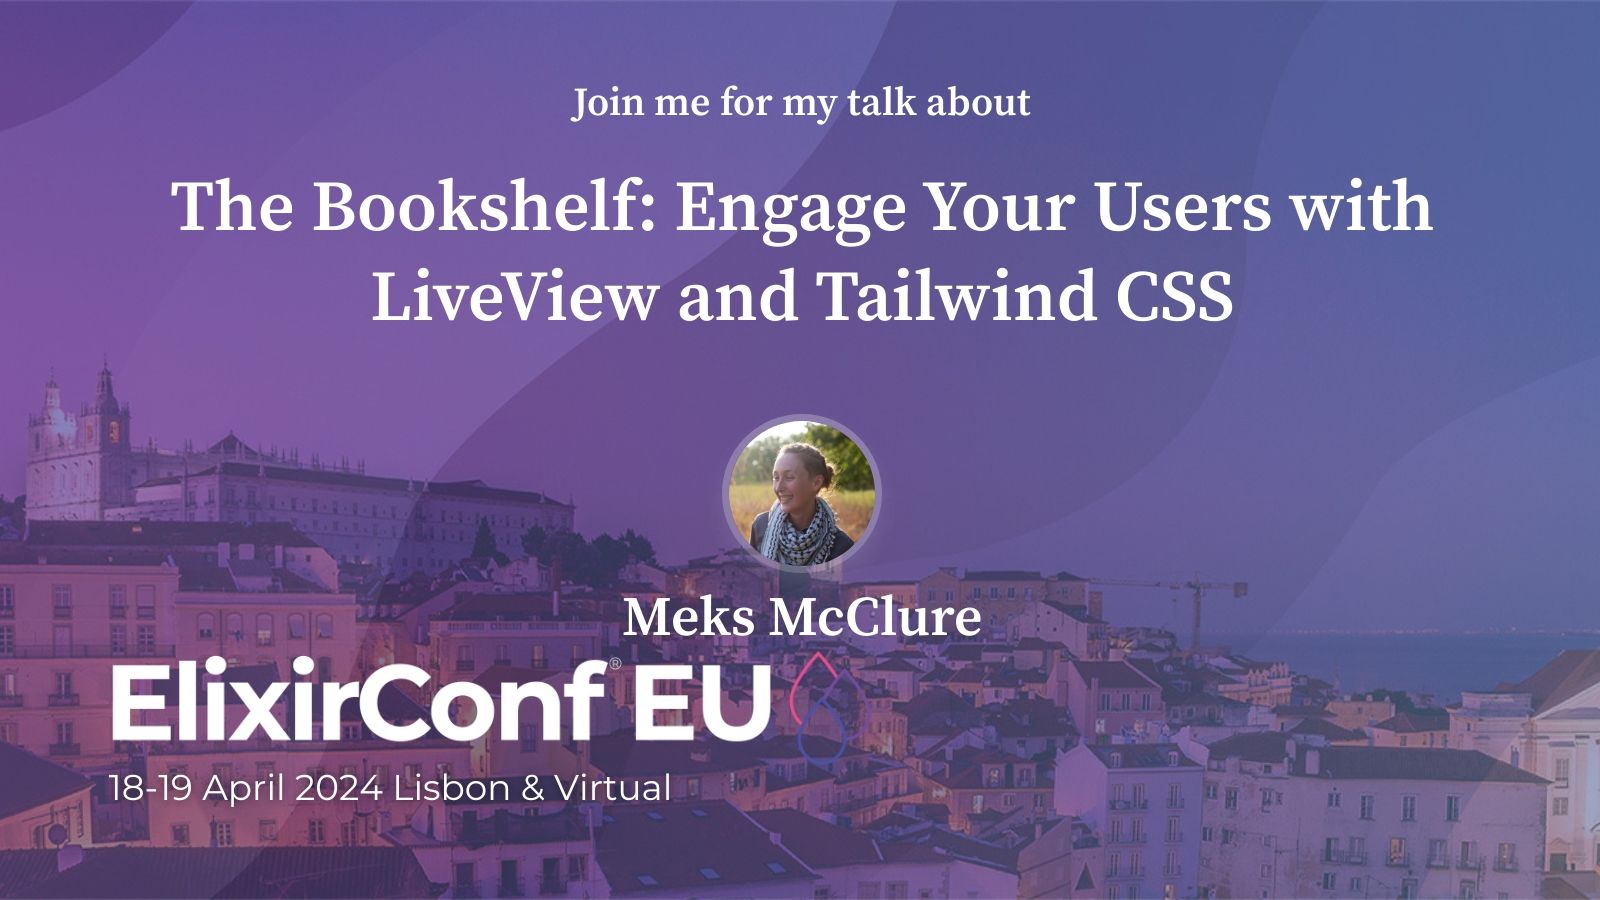 Join me for my talk about
The Bookshelf: Engage Your Users with
LiveView and Tailwind CSS
Meks McClure
ElixirConf® EU
18-19 April 2024 Lisbon & Virtual